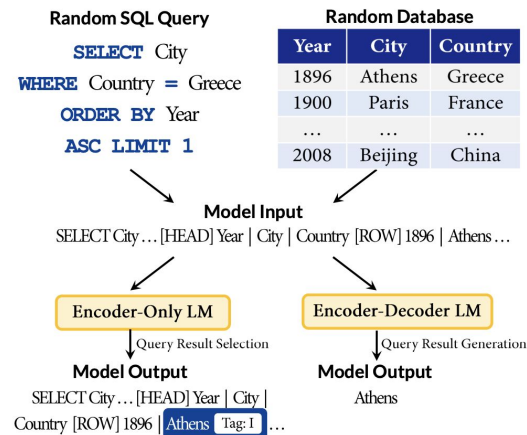 Random SQL Query
SELECT City
WHERE Country = Greece
ORDER BY Year
ASC LIMIT 1
Random Database
Year City Country
1896 Athens Greece
1900 Paris France
... ... ...
2008 Beijing China
Model Input
SELECT City ... [HEAD] Year | City | Country [ROW] 1896 | Athens ...
Encoder-Only LM
Encoder-Decoder LM
Query Result Selection
Query Result Generation
Model Output
SELECT City ... [HEAD] Year | City |
Country [ROW] 1896 | Athens Tag: I ...
Model Output
Athens